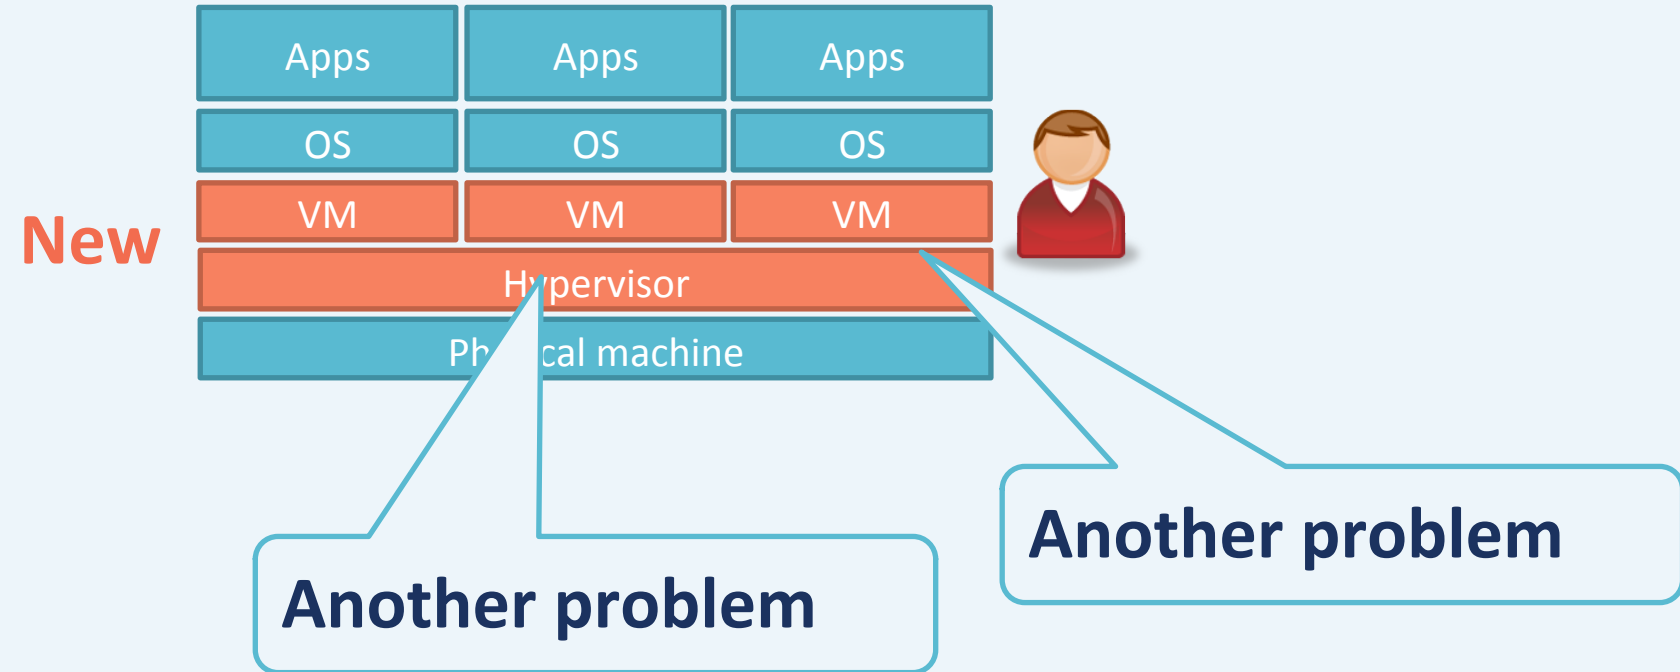 Apps Apps Apps
OS OS OS
VM VM VM
New
Hypervisor
Ph cal machine
Another problem
Another problem